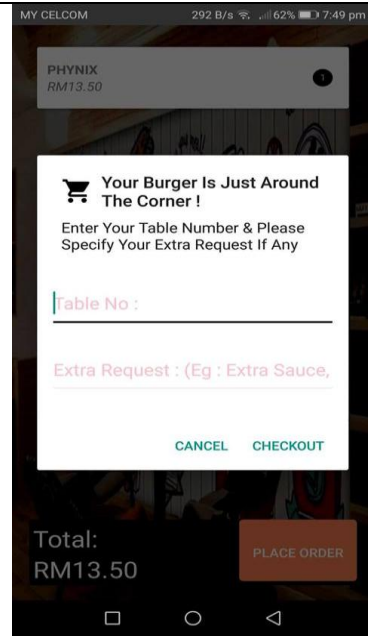 MY CELCOM 292 B/s 62% 7:49 pm
PHYNIX
RM13.50
1
Your Burger Is Just Around
The Corner !
Enter Your Table Number & Please
Specify Your Extra Request If Any
Table No :
Extra Request : (Eg : Extra Sauce,
CANCEL CHECKOUT
Total:
RM13.50
PLACE ORDER